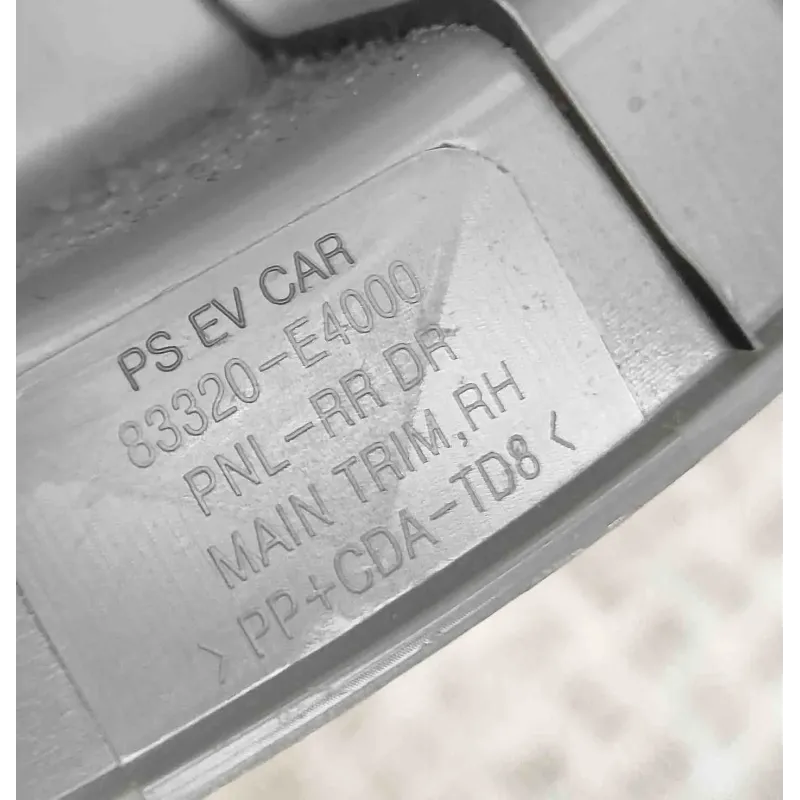 PS EV CAR
83320-E4000
PNL-RR DR
MAIN TRIM,RH
>PP+CDA-TD8<